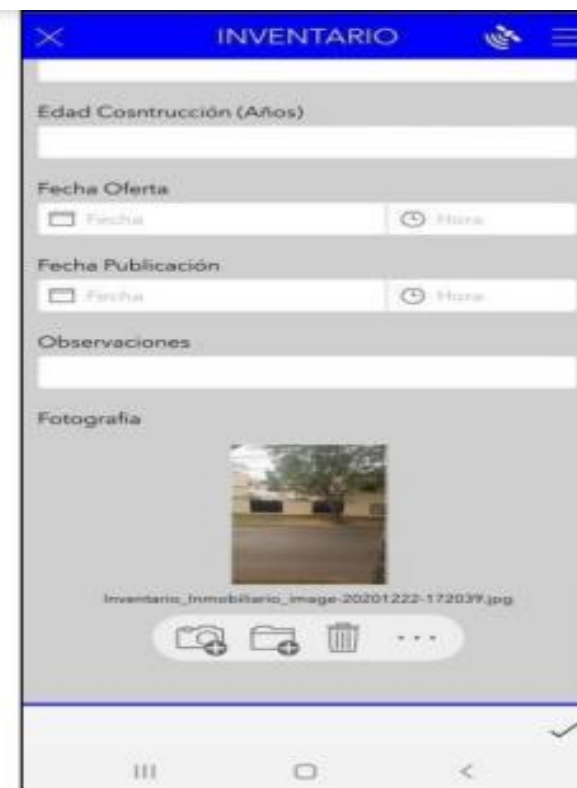 INVENTARIO
Edad Cosntrucción (Años)
Fecha Oferta
Fecha Hora
Fecha Publicación
Fecha Hora
Observaciones
Fotografia
Inventario_Inmobiliario_image-20201222-172039.jpg